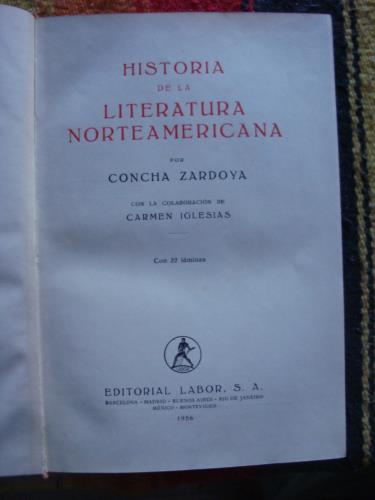 HISTORIA
DE LA
LITERATURA
NORTEAMERICANA
POR
CONCHA ZARDOYA
CON LA COLABORACIÓN DE
CARMEN IGLESIAS
Con 22 láminas
EDITORIAL LABOR, S. A.
BARCELONA - MADRID - BUENOS AIRES - RIO DE JANEIRO
MÉXICO - MONTEVIDEO
1956